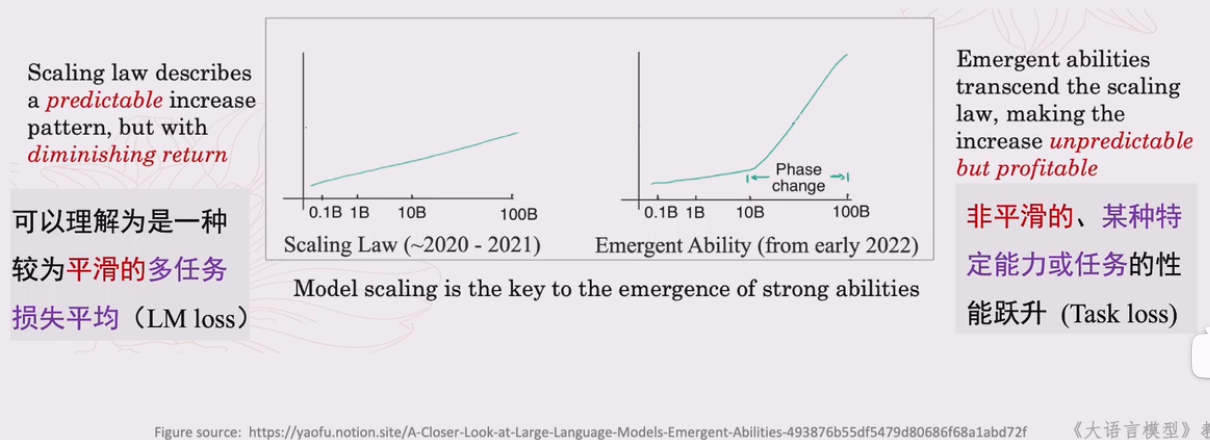 Scaling law describes
a predictable increase
pattern, but with
diminishing return
可以理解为是一种
较为平滑的多任务
损失平均（LM loss）
0.1B 1B 10B 100B
Scaling Law (~2020 - 2021)
Phase
change
0.1B 1B 10B 100B
Emergent Ability (from early 2022)
Model scaling is the key to the emergence of strong abilities
Emergent abilities
transcend the scaling
law, making the
increase unpredictable
but profitable
非平滑的、某种特
定能力或任务的性
能跃升 (Task loss)
Figure source: https://yaofu.notion.site/A-Closer-Look-at-Large-Language-Models-Emergent-Abilities-493876b55df5479d80686f68a1abd72f
《大语言模型》